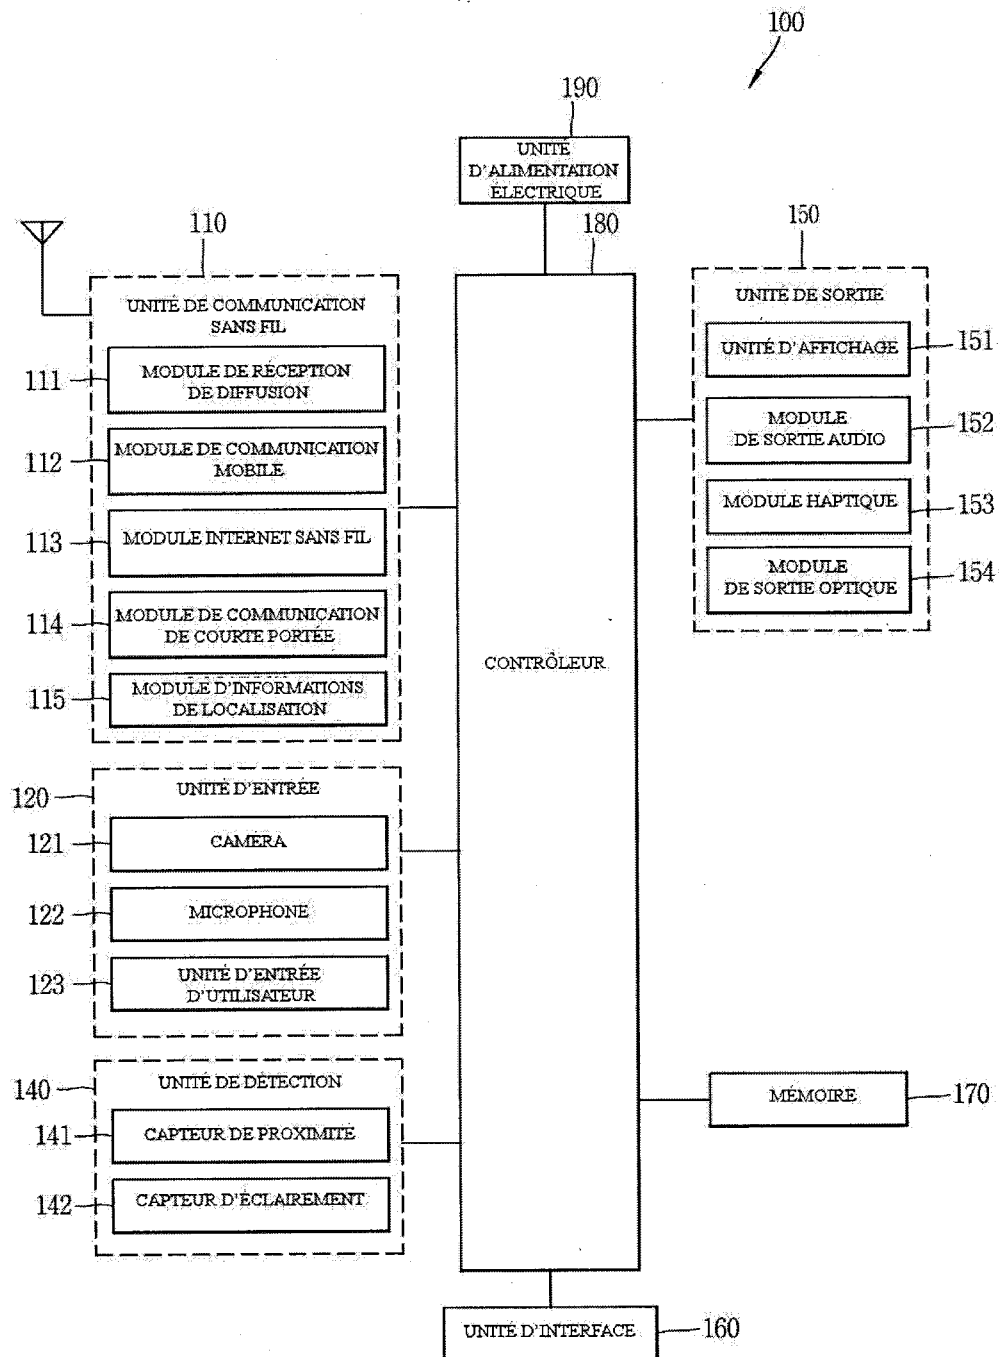 100
190
UNITÉ
D'ALIMENTATION
ÉLECTRIQUE
110
180
150
UNITÉ DE COMMUNICATION
SANS FIL
111
MODULE DE RÉCEPTION
DE DIFFUSION
112
MODULE DE COMMUNICATION
MOBILE
113
MODULE INTERNET SANS FIL
114
MODULE DE COMMUNICATION
DE COURTE PORTÉE
115
MODULE D'INFORMATIONS
DE LOCALISATION
120
UNITÉ D'ENTRÉE
121
CAMERA
122
MICROPHONE
123
UNITÉ D'ENTRÉE
D'UTILISATEUR
140
UNITÉ DE DÉTECTION
141
CAPTEUR DE PROXIMITÉ
142
CAPTEUR D'ÉCLAIREMENT
CONTRÔLEUR
UNITÉ DE SORTIE
UNITÉ D'AFFICHAGE
151
MODULE
DE SORTIE AUDIO
152
MODULE HAPTIQUE
153
MODULE
DE SORTIE OPTIQUE
154
MÉMOIRE
170
UNITÉ D'INTERFACE
160